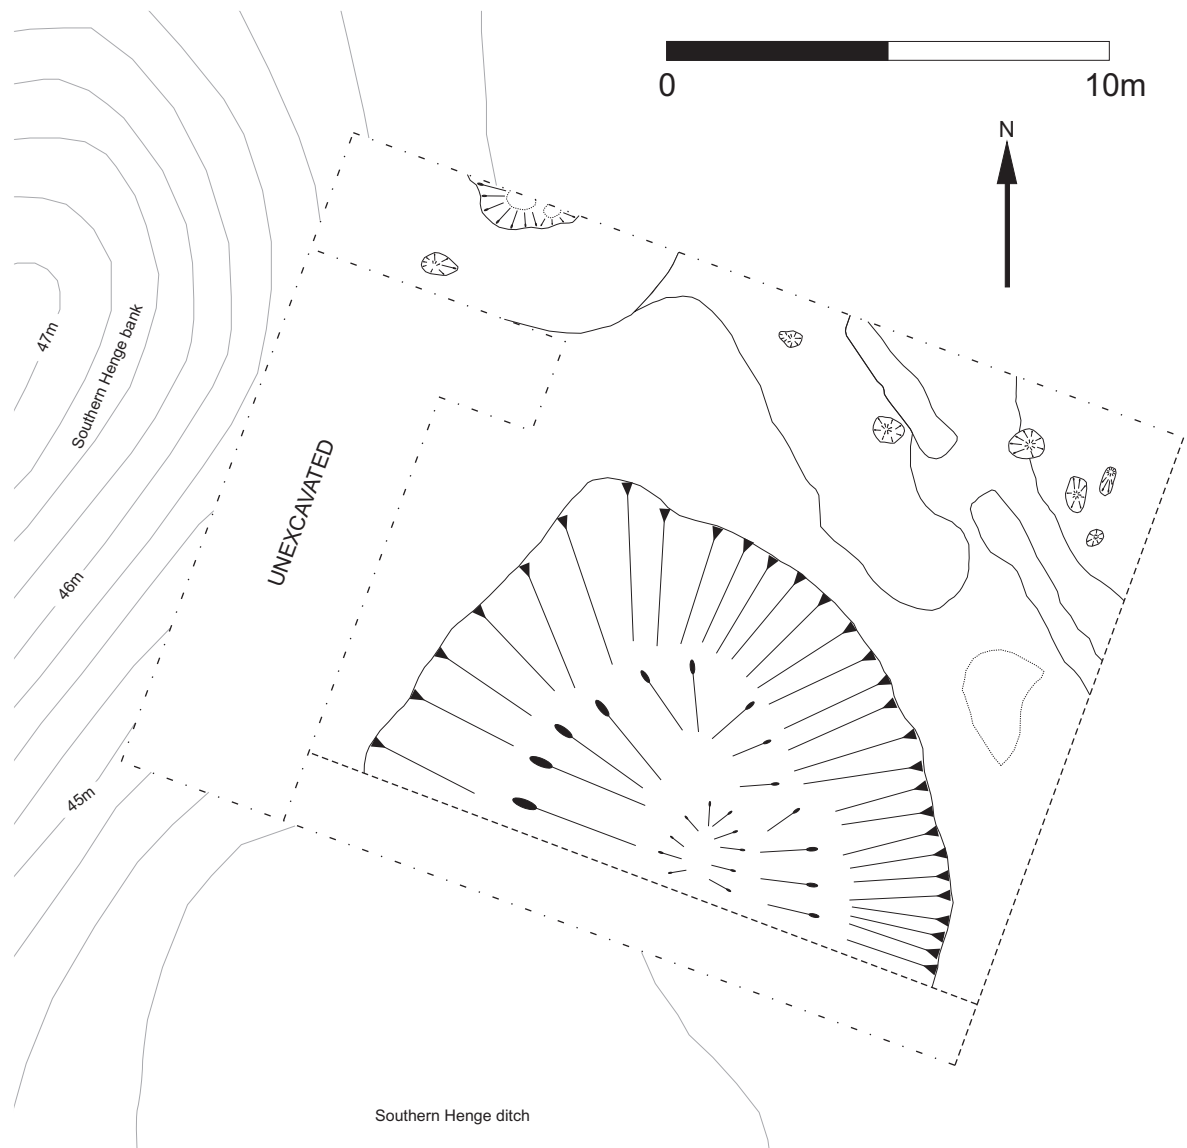 0 10m
N
47m
Southern Henge bank
UNEXCAVATED
46m
45m
Southern Henge ditch